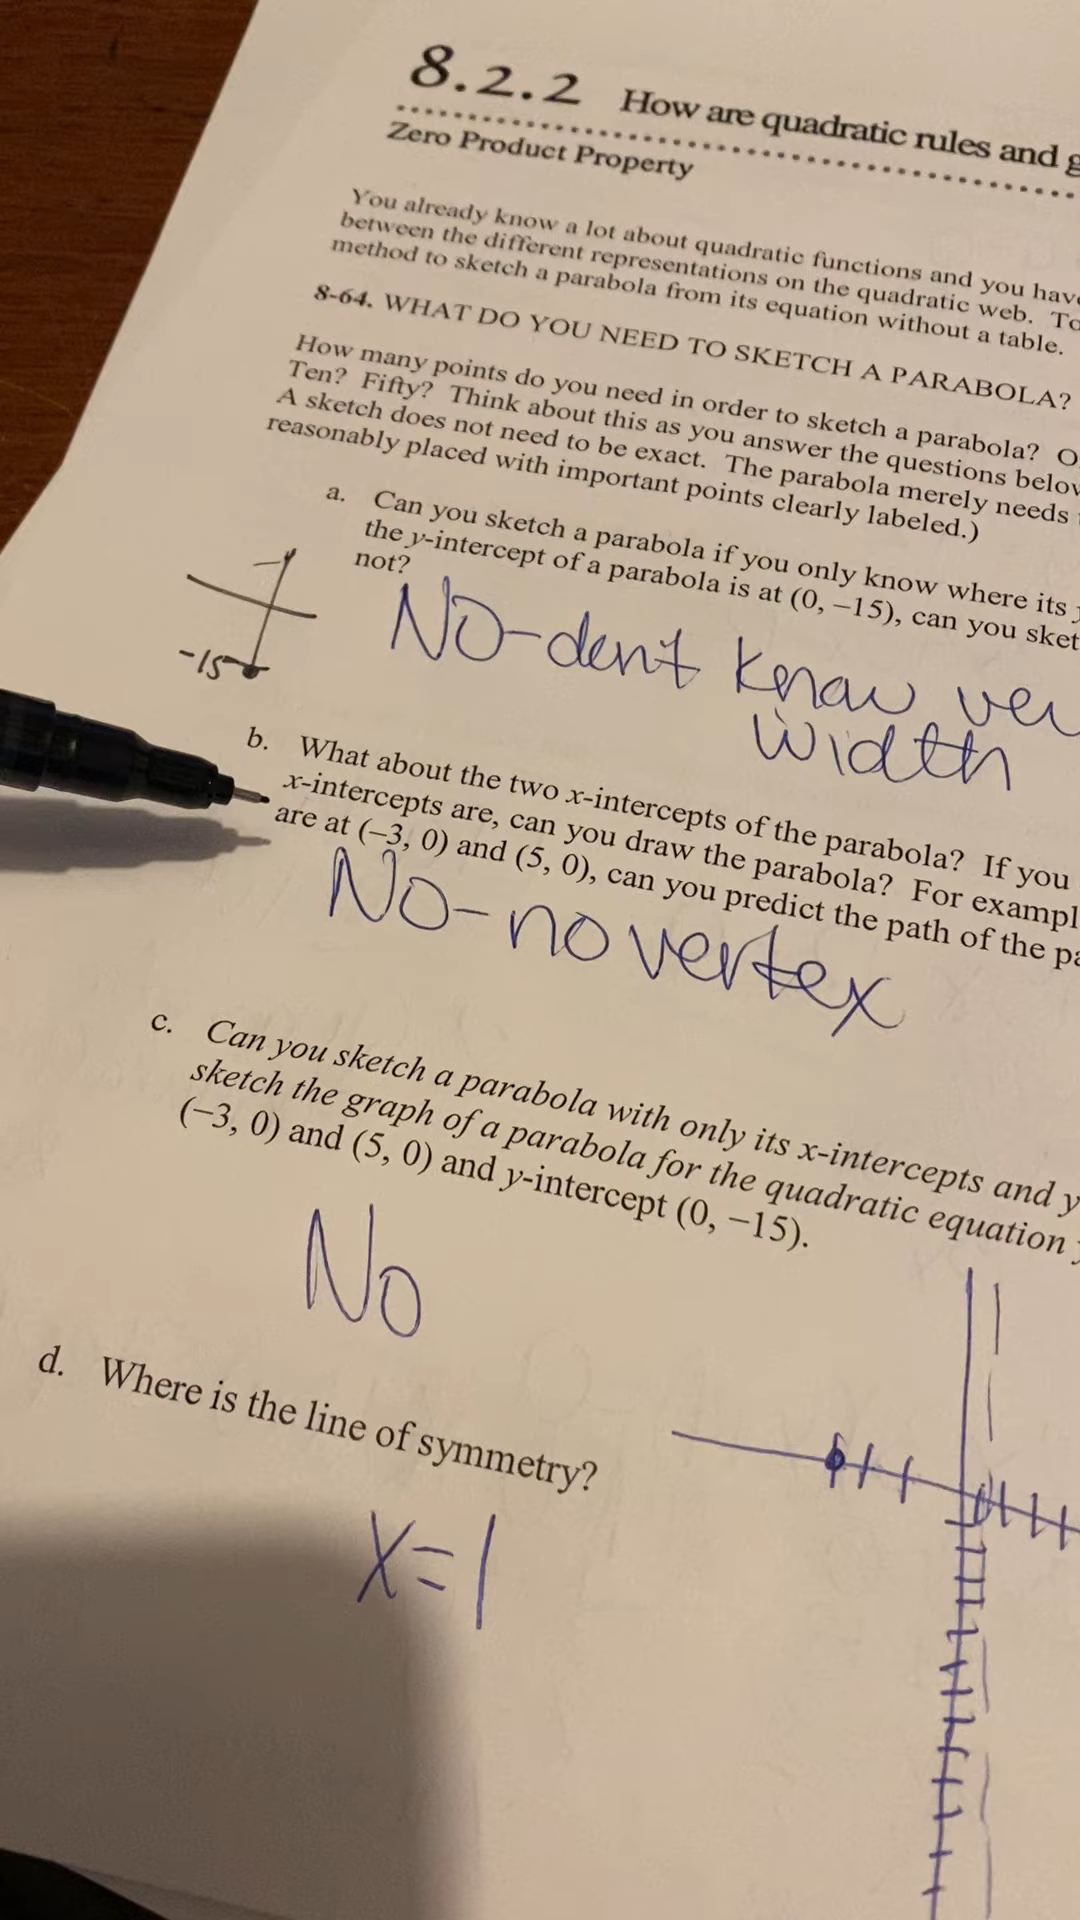 8.2.2 How are quadratic rules and
Zero Product Property
You already know a lot about quadratic functions and you have
between the different representations on the quadratic web. To
method to sketch a parabola from its equation without a table.
8-64. WHAT DO YOU NEED TO SKETCH A PARABOLA?
How many points do you need in order to sketch a parabola? O
Ten? Fifty? Think about this as you answer the questions below
A sketch does not need to be exact. The parabola merely needs
reasonably placed with important points clearly labeled.)
a. Can you sketch a parabola if you only know where its
the y-intercept of a parabola is at (0, −15), can you sket
not?
-15
NO-dont know ver
width
b. What about the two x-intercepts of the parabola? If you
x-intercepts are, can you draw the parabola? For exampl
are at (−3, 0) and (5, 0), can you predict the path of the pa
No-no vertex
c. Can you sketch a parabola with only its x-intercepts and y
sketch the graph of a parabola for the quadratic equation
(−3, 0) and (5, 0) and y-intercept (0, −15).
No
d. Where is the line of symmetry?
x=1